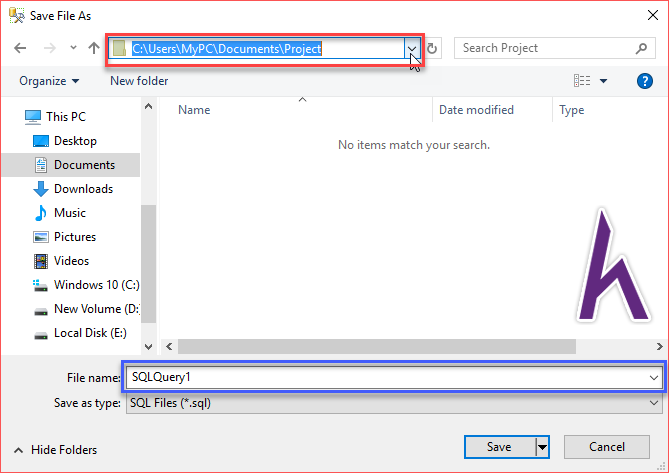 Save File As
C:\Users\MyPC\Documents\Project
Search Project
Organize
New folder
?
This PC
Desktop
Documents
Downloads
Music
Pictures
Videos
Windows 10 (C:)
New Volume (D:
Local Disk (E:)
Name
Date modified
Type
No items match your search.
File name:
SQLQuery1
Save as type:
SQL Files (*.sql)
Hide Folders
Save
Cancel